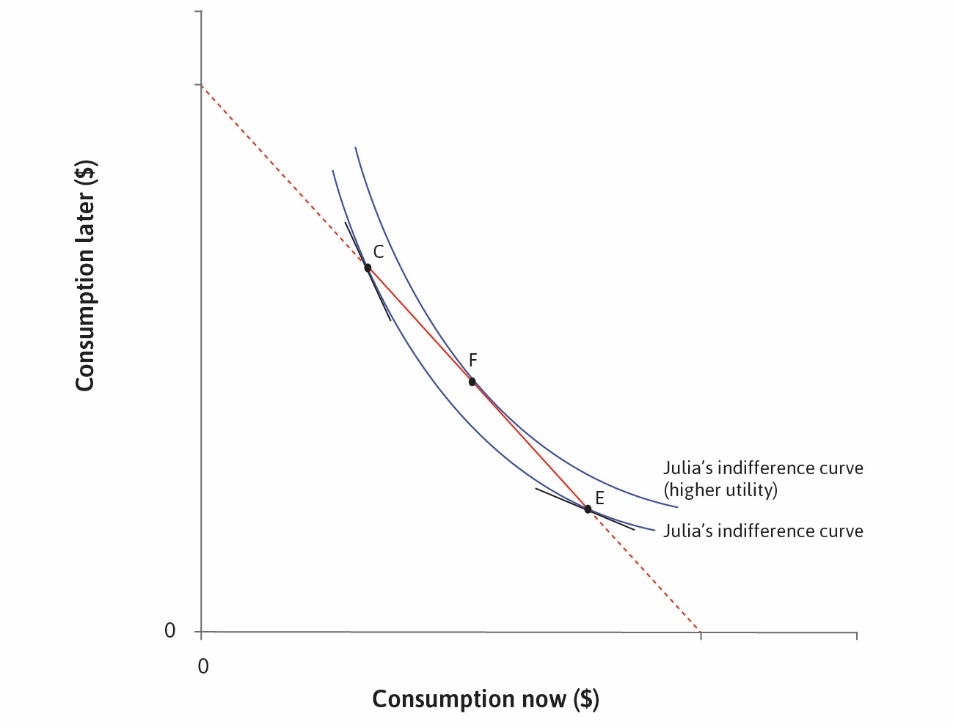 Consumption later ($)
C
F
E
Julia’s indifference curve
(higher utility)
Julia’s indifference curve
0
0
Consumption now ($)